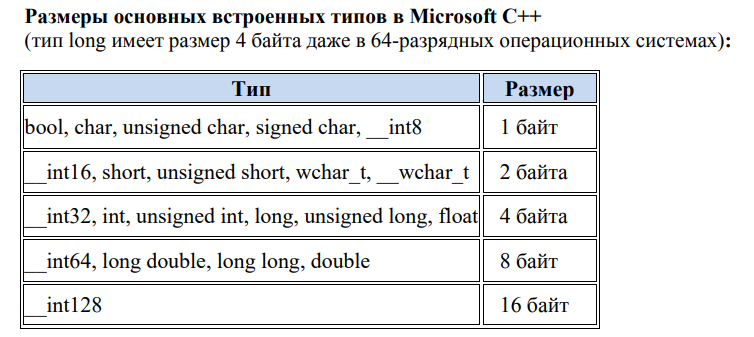 Размеры основных встроенных типов в Microsoft C++
(тип long имеет размер 4 байта даже в 64-разрядных операционных системах):
Тип Размер
bool, char, unsigned char, signed char, __int8 1 байт
__int16, short, unsigned short, wchar_t, __wchar_t 2 байта
__int32, int, unsigned int, long, unsigned long, float 4 байта
__int64, long double, long long, double 8 байт
__int128 16 байт